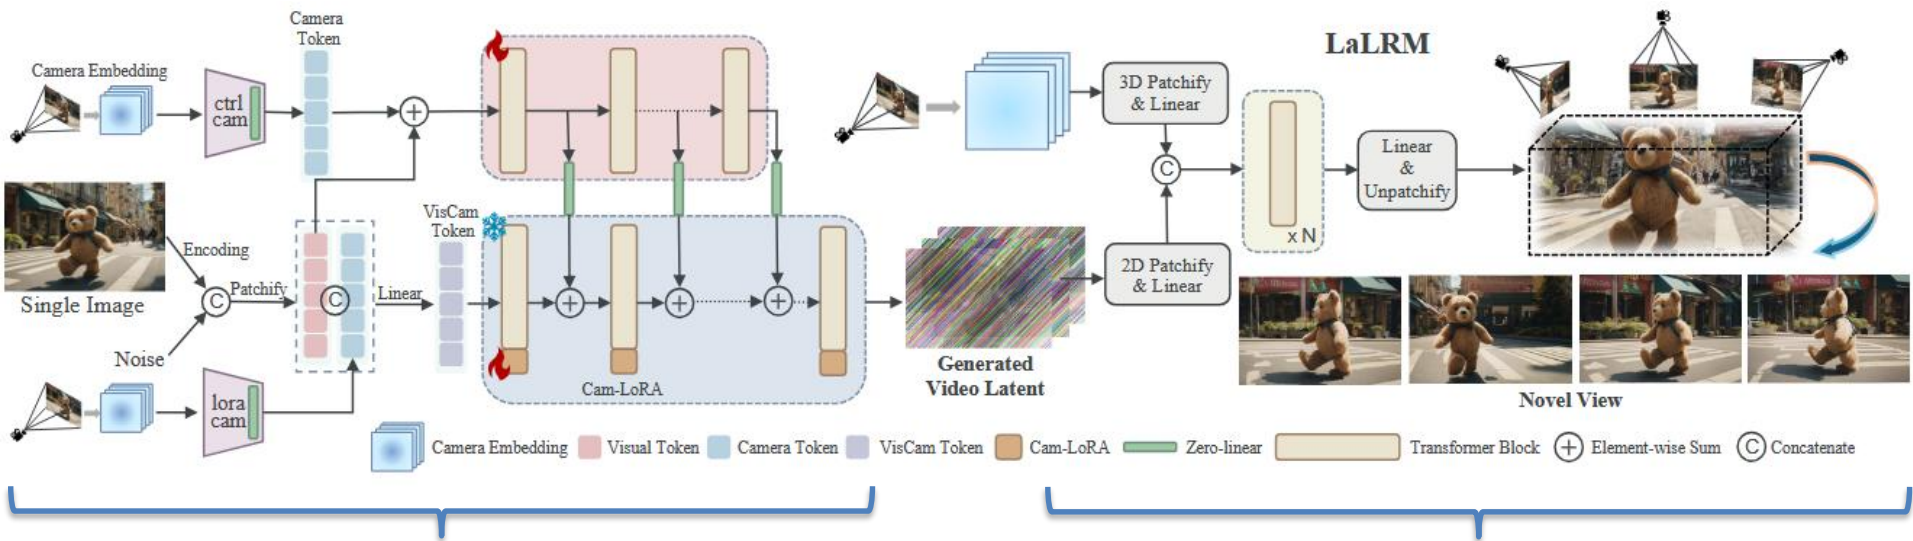 Camera
Token
Camera Embedding
ctrl
cam
Single Image
Encoding
C
Patchify
Noise
C
Linear
VisCam
Token
lora
cam
Cam-LoRA
Generated
Video Latent
LaLRM
3D Patchify
& Linear
C
2D Patchify
& Linear
x N
Linear
&
Unpatchify
Novel View
Camera Embedding
Visual Token
Camera Token
VisCam Token
Cam-LoRA
Zero-linear
Transformer Block
Element-wise Sum
C
Concatenate